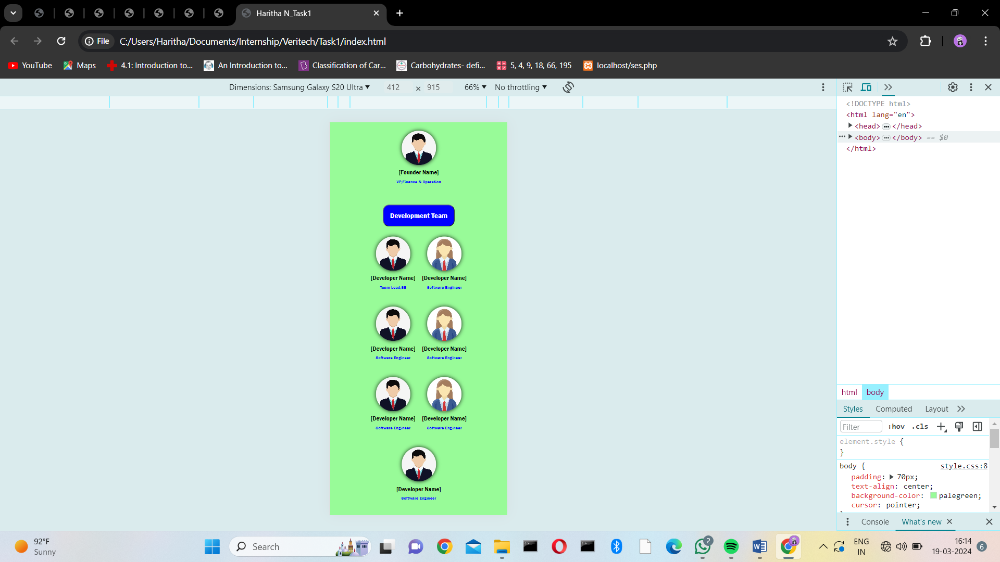 Haritha N_Task1
File
C:/Users/Haritha/Documents/Internship/Veritech/Task1/index.html
YouTube
Maps
4.1: Introduction to...
An Introduction to...
Classification of Car...
Carbohydrates- defi...
5, 4, 9, 18, 66, 195
localhost/ses.php
Dimensions: Samsung Galaxy S20 Ultra
412 x 915
66%
No throttling
[Founder Name]
VP,Finance & Operation
Development Team
[Developer Name] [Developer Name]
Team Lead,SE Software Engineer
[Developer Name] [Developer Name]
Software Engineer Software Engineer
[Developer Name] [Developer Name]
Software Engineer Software Engineer
[Developer Name]
Software Engineer
<!DOCTYPE html>
<html lang="en">
<head> ••• </head>
••• <body> ••• </body> == $0
</html>
html body
Styles Computed Layout
Filter :hov .cls
element.style {
}
body { style.css:8
padding: 70px;
text-align: center;
background-color: palegreen;
cursor: pointer;
Console What's new
92°F
Sunny
Search
2
ENG
IN
16:14
19-03-2024
6